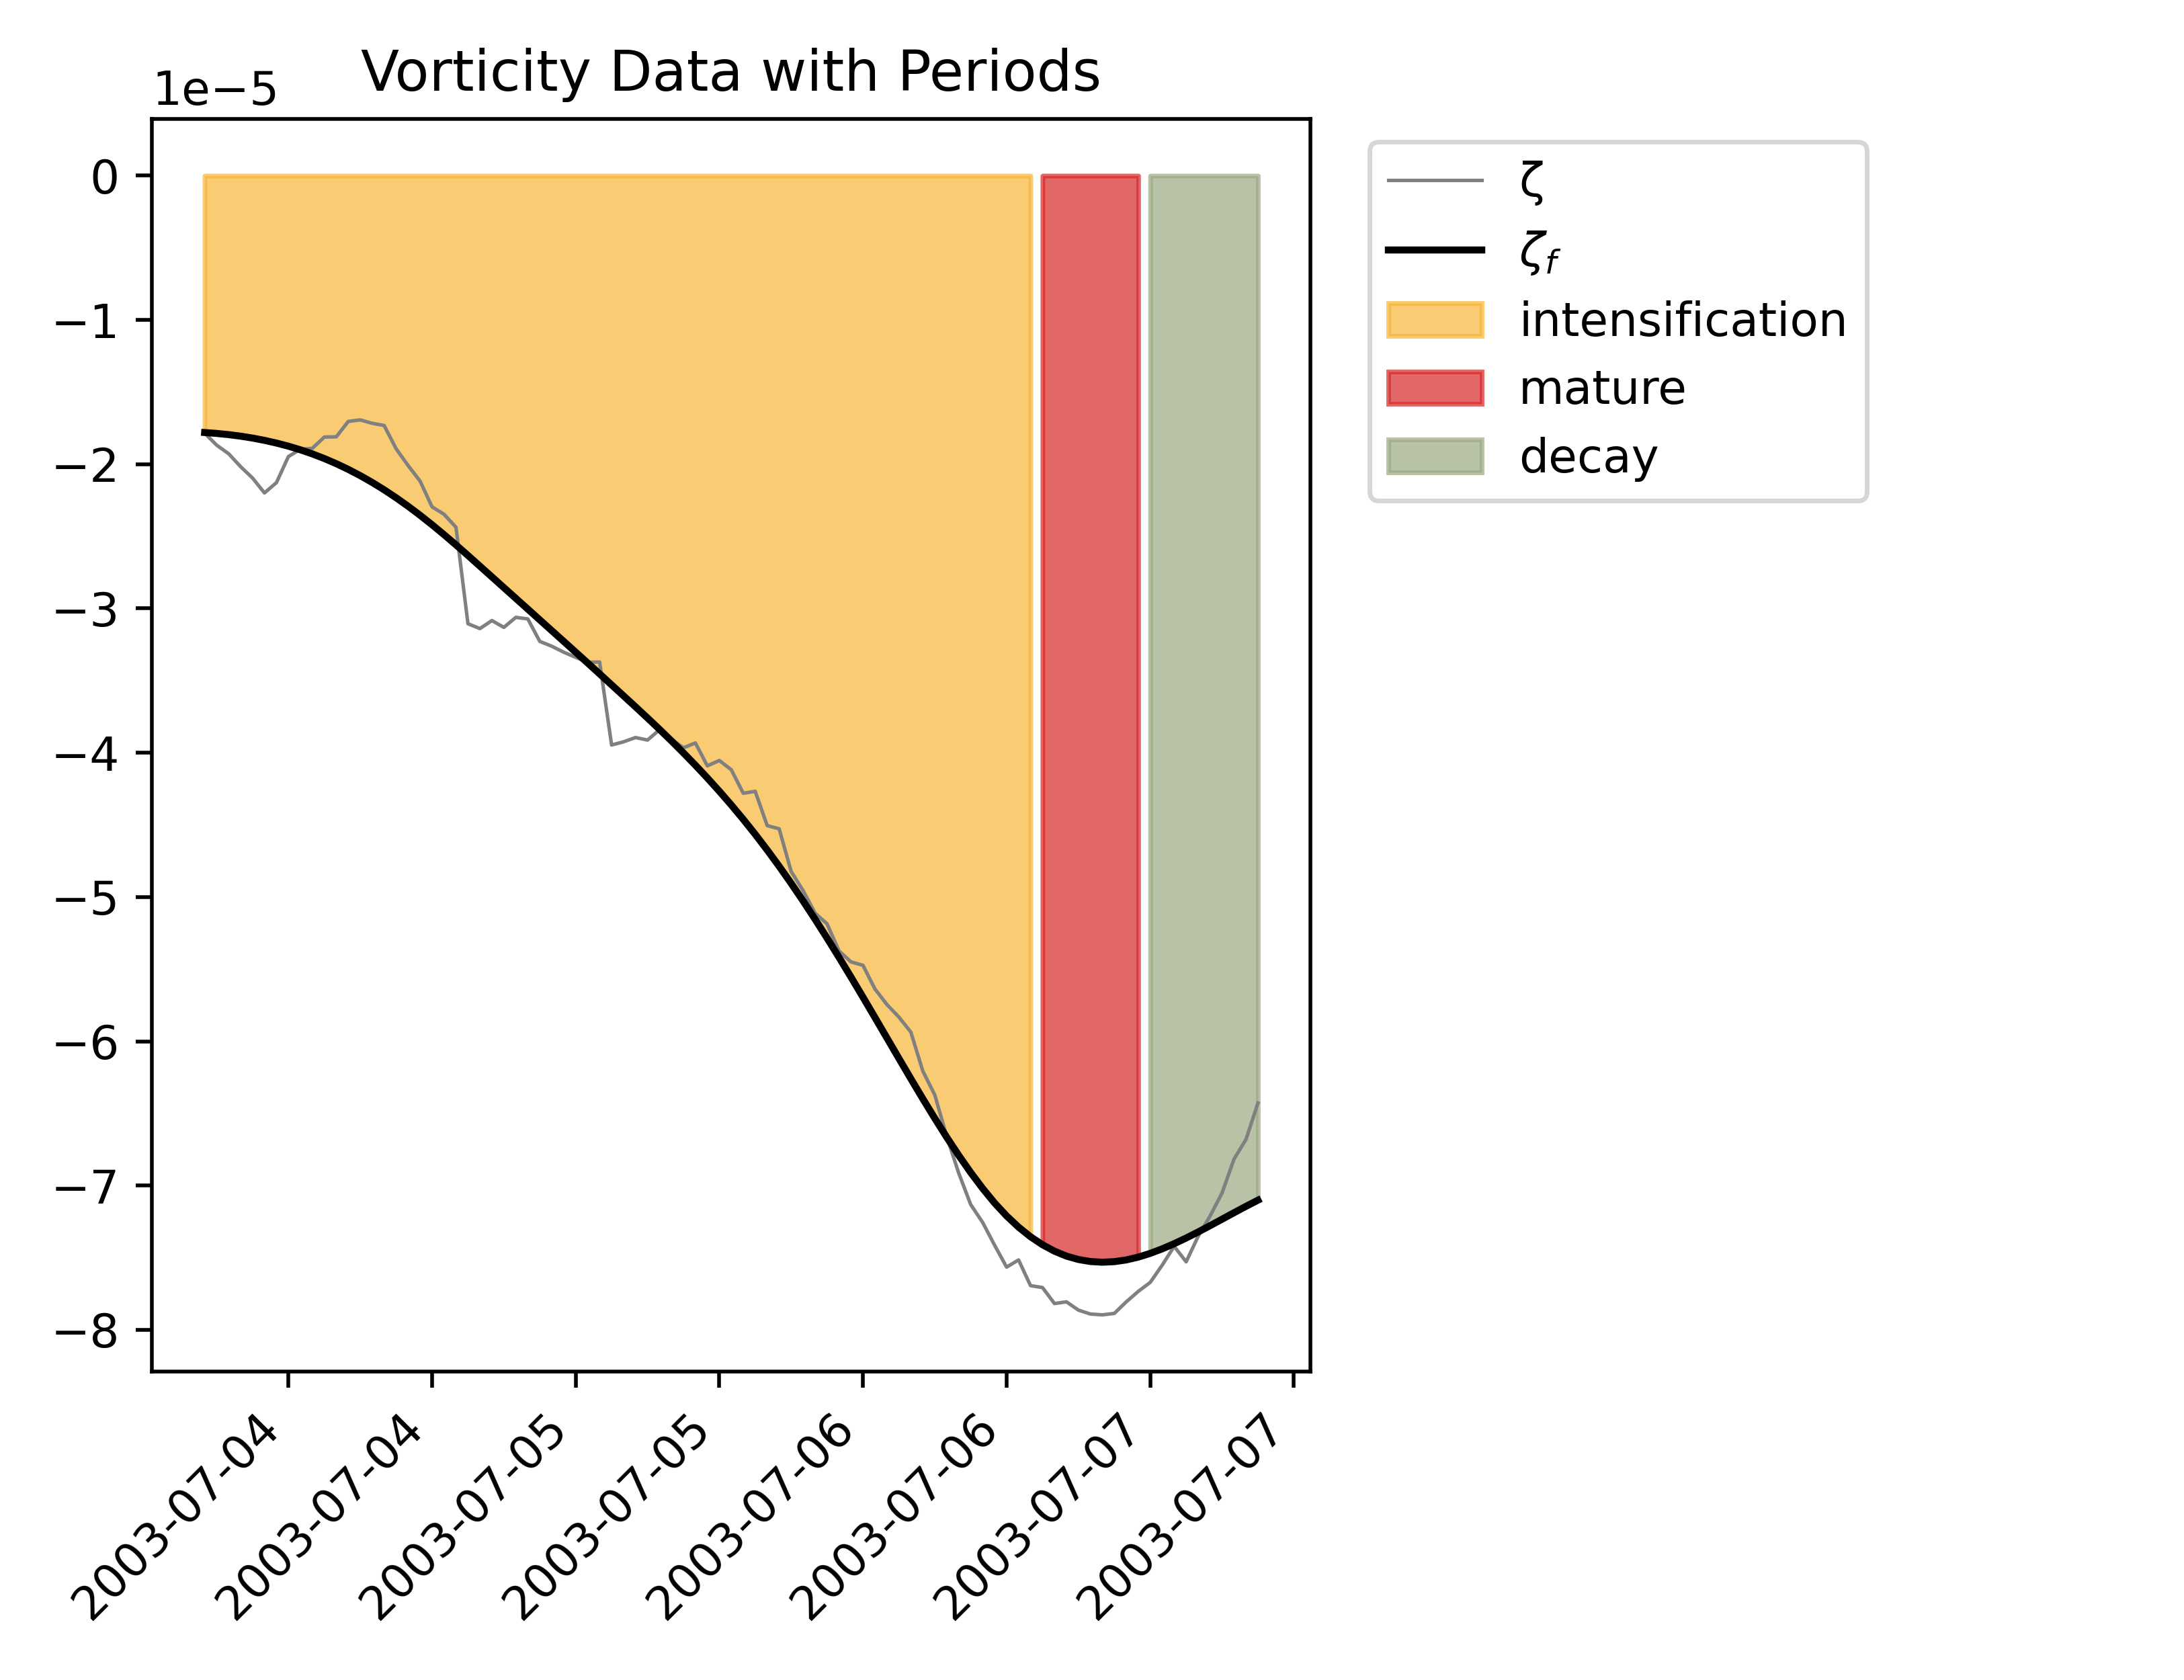 Vorticity Data with Periods
1e−5
0
−1
−2
−3
−4
−5
−6
−7
−8
2003-07-04
2003-07-04
2003-07-05
2003-07-05
2003-07-06
2003-07-06
2003-07-07
2003-07-07
ζ
ζf
intensification
mature
decay